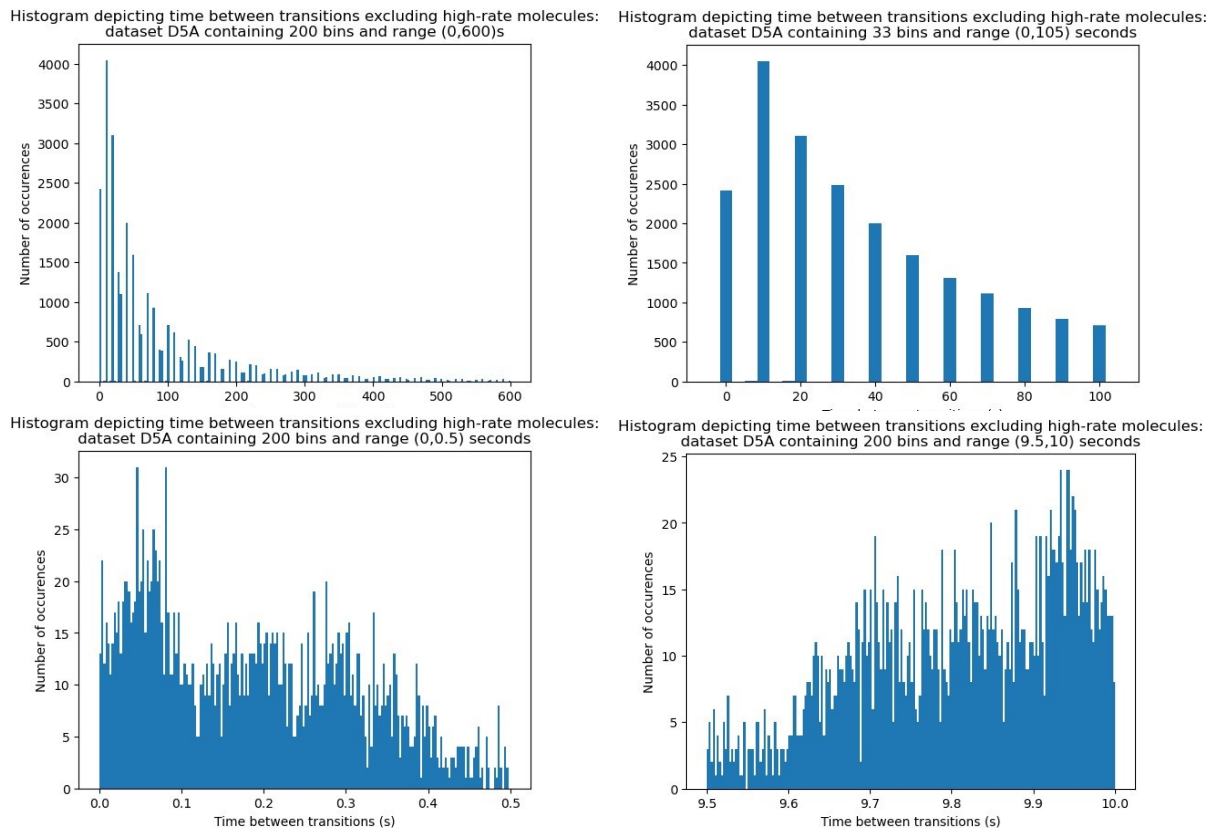 Histogram depicting time between transitions excluding high-rate molecules:
dataset D5A containing 200 bins and range (0,600)s
Number of occurences
4000
3500
3000
2500
2000
1500
1000
500
0
0 100 200 300 400 500 600
Histogram depicting time between transitions excluding high-rate molecules:
dataset D5A containing 33 bins and range (0,105) seconds
Number of occurences
4000
3500
3000
2500
2000
1500
1000
500
0
0 20 40 60 80 100
Histogram depicting time between transitions excluding high-rate molecules:
dataset D5A containing 200 bins and range (0,0.5) seconds
Number of occurences
30
25
20
15
10
5
0
0.0 0.1 0.2 0.3 0.4 0.5
Time between transitions (s)
Histogram depicting time between transitions excluding high-rate molecules:
dataset D5A containing 200 bins and range (9.5,10) seconds
Number of occurences
25
20
15
10
5
0
9.5 9.6 9.7 9.8 9.9 10.0
Time between transitions (s)